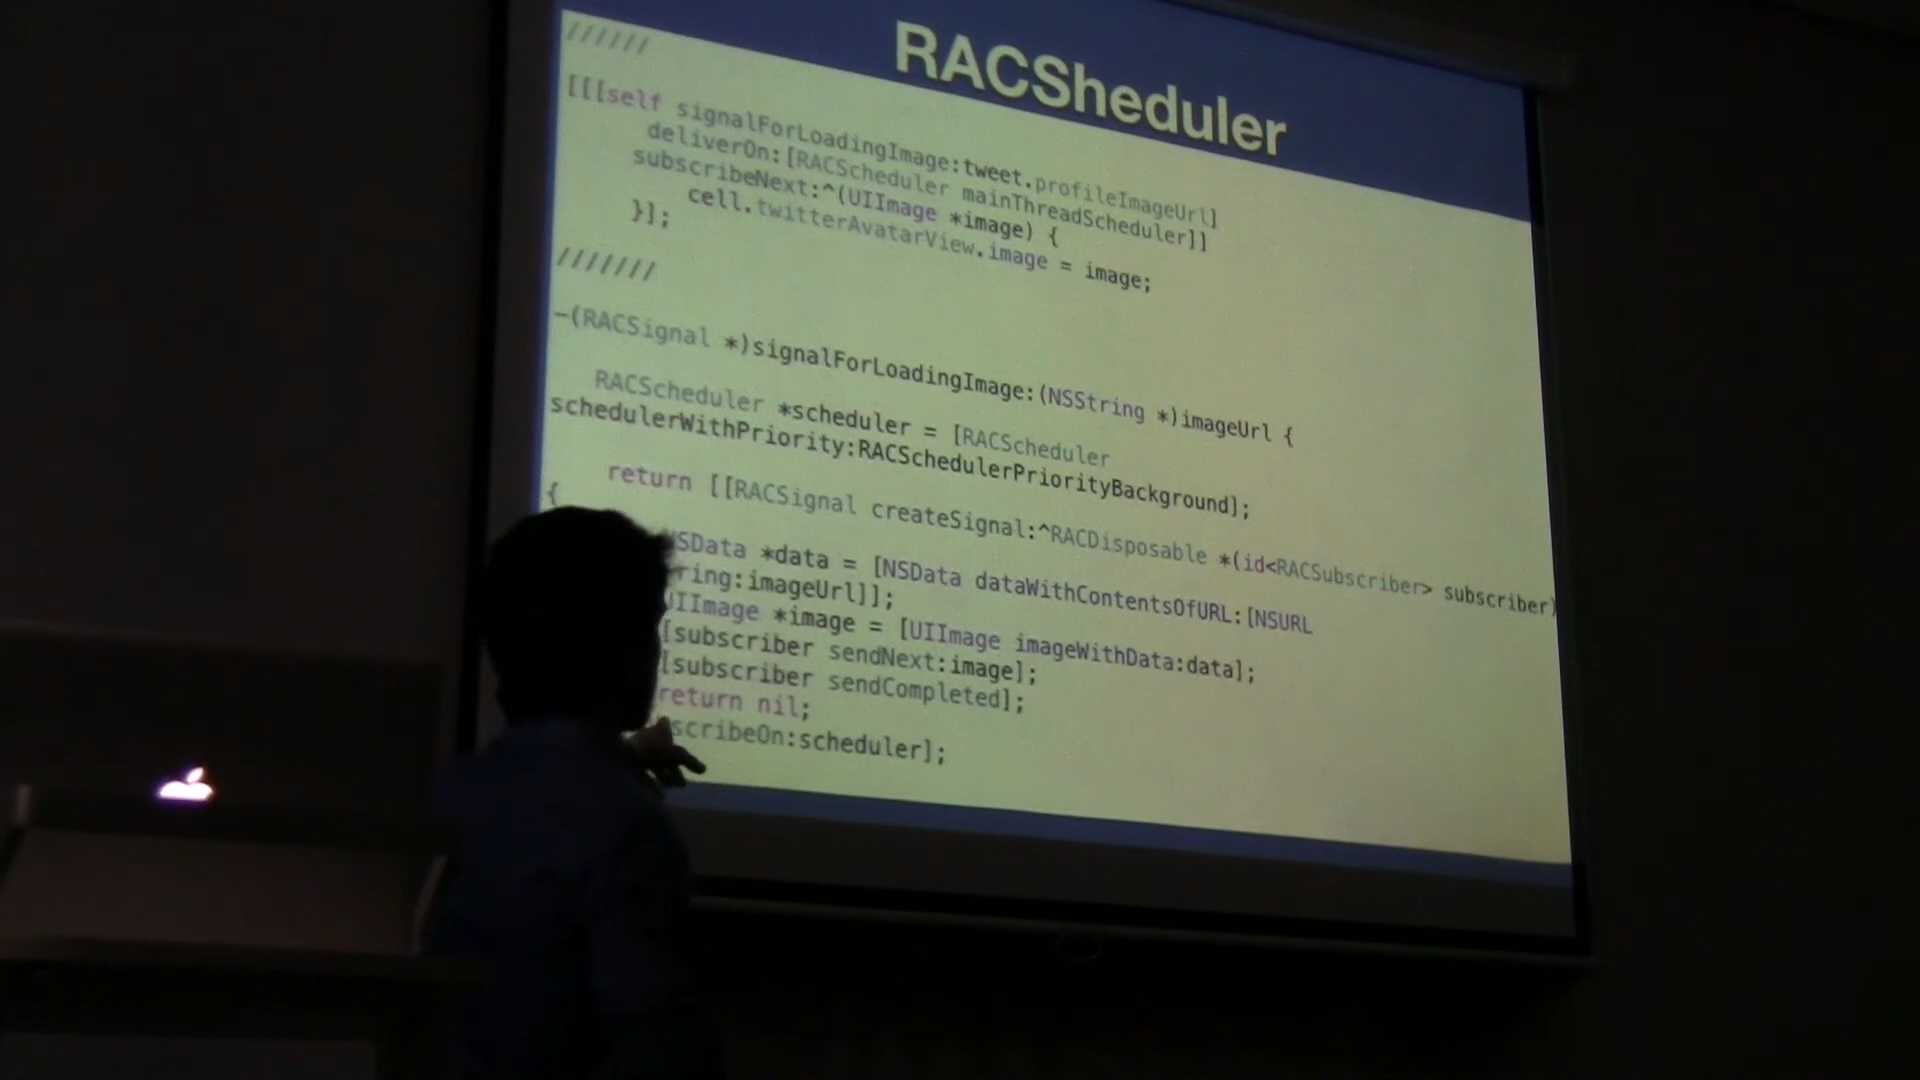 RACSheduler
//////
[[[self signalForLoadingImage:tweet.profileImageUrl]
deliverOn:[RACScheduler mainThreadScheduler]]
subscribeNext:^(UIImage *image) {
cell.twitterAvatarView.image = image;
}];
///////
-(RACSignal *)signalForLoadingImage:(NSString *)imageUrl {
RACScheduler *scheduler = [RACScheduler
schedulerWithPriority:RACSchedulerPriorityBackground];
return [[RACSignal createSignal:^RACDisposable *(id<RACSubscriber> subscriber)
{
NSData *data = [NSData dataWithContentsOfURL:[NSURL
ring:imageUrl]];
UIImage *image = [UIImage imageWithData:data];
[subscriber sendNext:image];
[subscriber sendCompleted];
return nil;
scribeOn:scheduler];